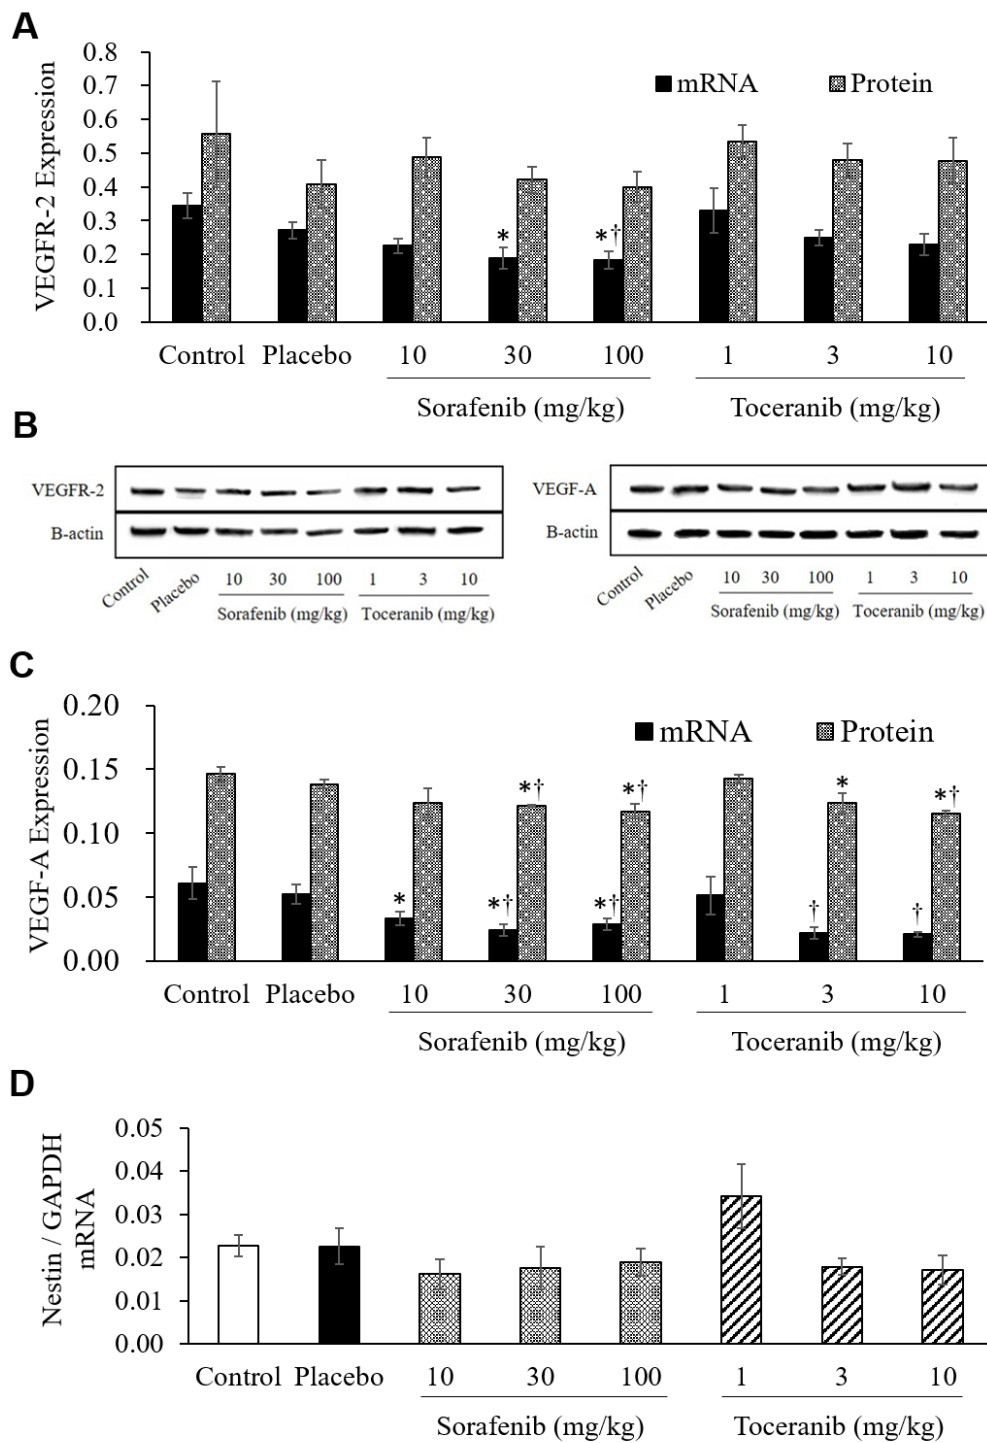 A
VEGFR-2 Expression
0.8
0.7
0.6
0.5
0.4
0.3
0.2
0.1
0.0
mRNA Protein
* *†
Control Placebo 10 30 100 1 3 10
Sorafenib (mg/kg) Toceranib (mg/kg)
B
VEGFR-2
B-actin
Control Placebo 10 30 100 1 3 10
Sorafenib (mg/kg) Toceranib (mg/kg)
VEGF-A
B-actin
Control Placebo 10 30 100 1 3 10
Sorafenib (mg/kg) Toceranib (mg/kg)
C
VEGF-A Expression
0.20
0.15
0.10
0.05
0.00
mRNA Protein
*† *† * *†
* *† *† † †
Control Placebo 10 30 100 1 3 10
Sorafenib (mg/kg) Toceranib (mg/kg)
D
Nestin / GAPDH
mRNA
0.05
0.04
0.03
0.02
0.01
0.00
Control Placebo 10 30 100 1 3 10
Sorafenib (mg/kg) Toceranib (mg/kg)